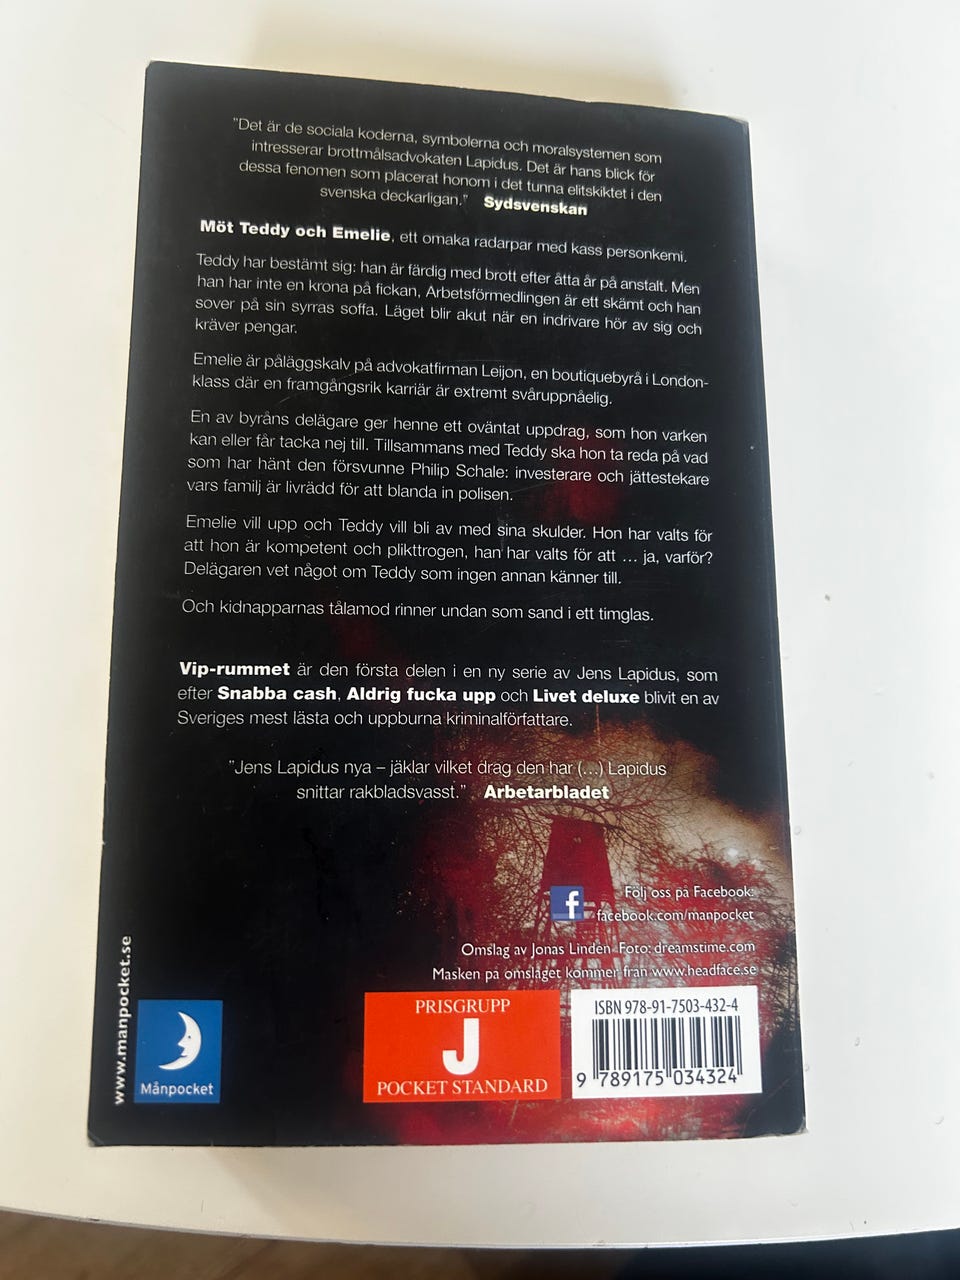 "Det är de sociala koderna, symbolerna och moralsystemen som
intresserar brottmålsadvokaten Lapidus. Det är hans blick för
dessa fenomen som placerat honom i det tunna elitskiktet i den
svenska deckarligan." Sydsvenskan
Möt Teddy och Emelie, ett omaka radarpar med kass personkemi.
Teddy har bestämt sig: han är färdig med brott efter åtta år på anstalt. Men
han har inte en krona på fickan, Arbetsförmedlingen är ett skämt och han
sover på sin syrras soffa. Läget blir akut när en indrivare hör av sig och
kräver pengar.
Emelie är påläggskalv på advokatfirman Leijon, en boutiquebyrå i London-
klass där en framgångsrik karriär är extremt svåruppnåelig.
En av byråns delägare ger henne ett oväntat uppdrag, som hon varken
kan eller får tacka nej till. Tillsammans med Teddy ska hon ta reda på vad
som har hänt den försvunne Philip Schale: investerare och jättestekare
vars familj är livrädd för att blanda in polisen.
Emelie vill upp och Teddy vill bli av med sina skulder. Hon har valts för
att hon är kompetent och plikttrogen, han har valts för att ... ja, varför?
Delägaren vet något om Teddy som ingen annan känner till.
Och kidnapparnas tålamod rinner undan som sand i ett timglas.
Vip-rummet är den första delen i en ny serie av Jens Lapidus, som
efter Snabba cash, Aldrig fucka upp och Livet deluxe blivit en av
Sveriges mest lästa och uppburna kriminalförfattare.
"Jens Lapidus nya – jäklar vilket drag den har (...) Lapidus
snittar rakbladsvasst." Arbetarbladet
f
Följ oss på Facebook:
facebook.com/manpocket
Omslag av Jonas Lindén Foto: dreamstime.com
Masken på omslaget kommer från www.headface.se
www.manpocket.se
Månpocket
PRISGRUPP
J
POCKET STANDARD
ISBN 978-91-7503-432-4
9 789175 034324